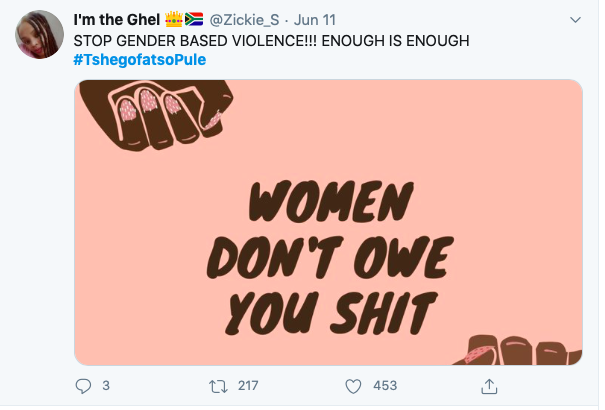 I'm the Ghel 👑🇿🇦 @Zickie_S · Jun 11
STOP GENDER BASED VIOLENCE!!! ENOUGH IS ENOUGH
#TshegofatsoPule
WOMEN
DON'T OWE
YOU SHIT
3 217 453